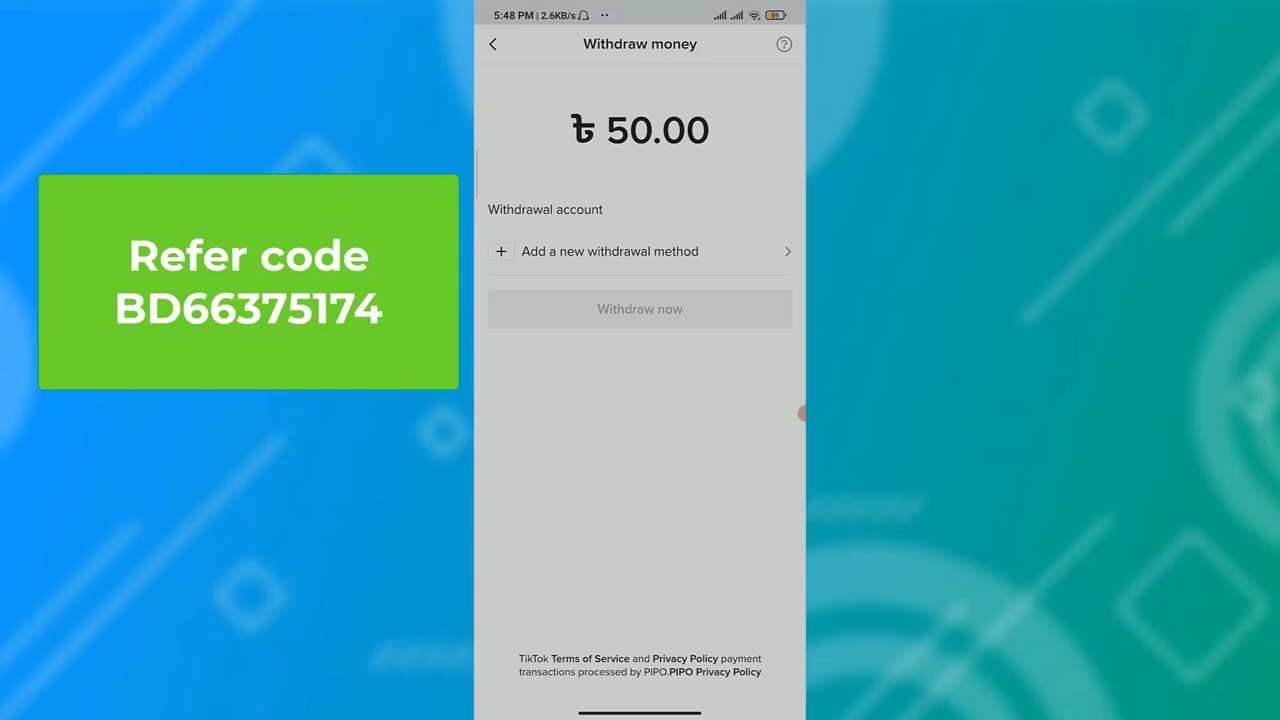 5:48 PM | 2.6KB/s
59
Withdraw money
?
৳ 50.00
Refer code
BD66375174
Withdrawal account
+ Add a new withdrawal method
Withdraw now
TikTok Terms of Service and Privacy Policy payment
transactions processed by PIPO.PIPO Privacy Policy